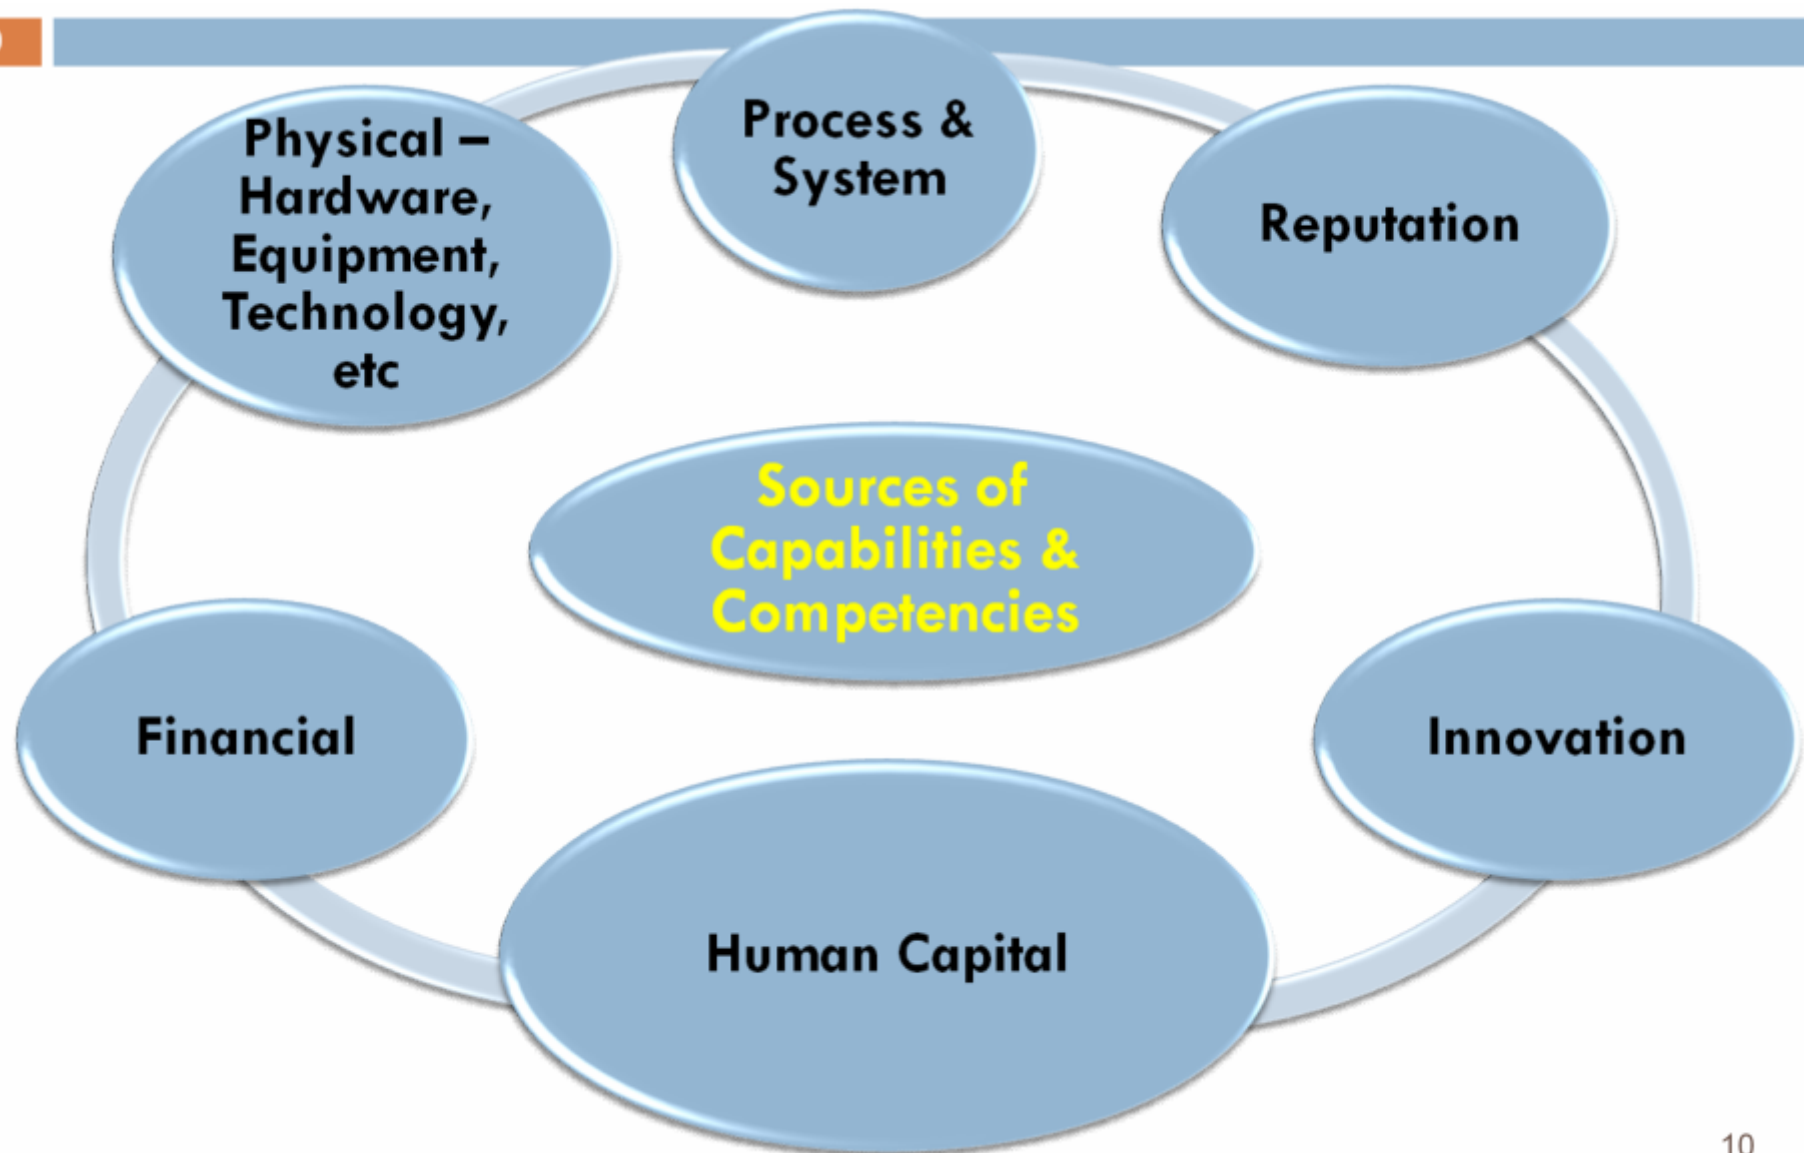 Process &
System
Physical –
Hardware,
Equipment,
Technology,
etc
Reputation
Sources of
Capabilities &
Competencies
Financial
Innovation
Human Capital
10